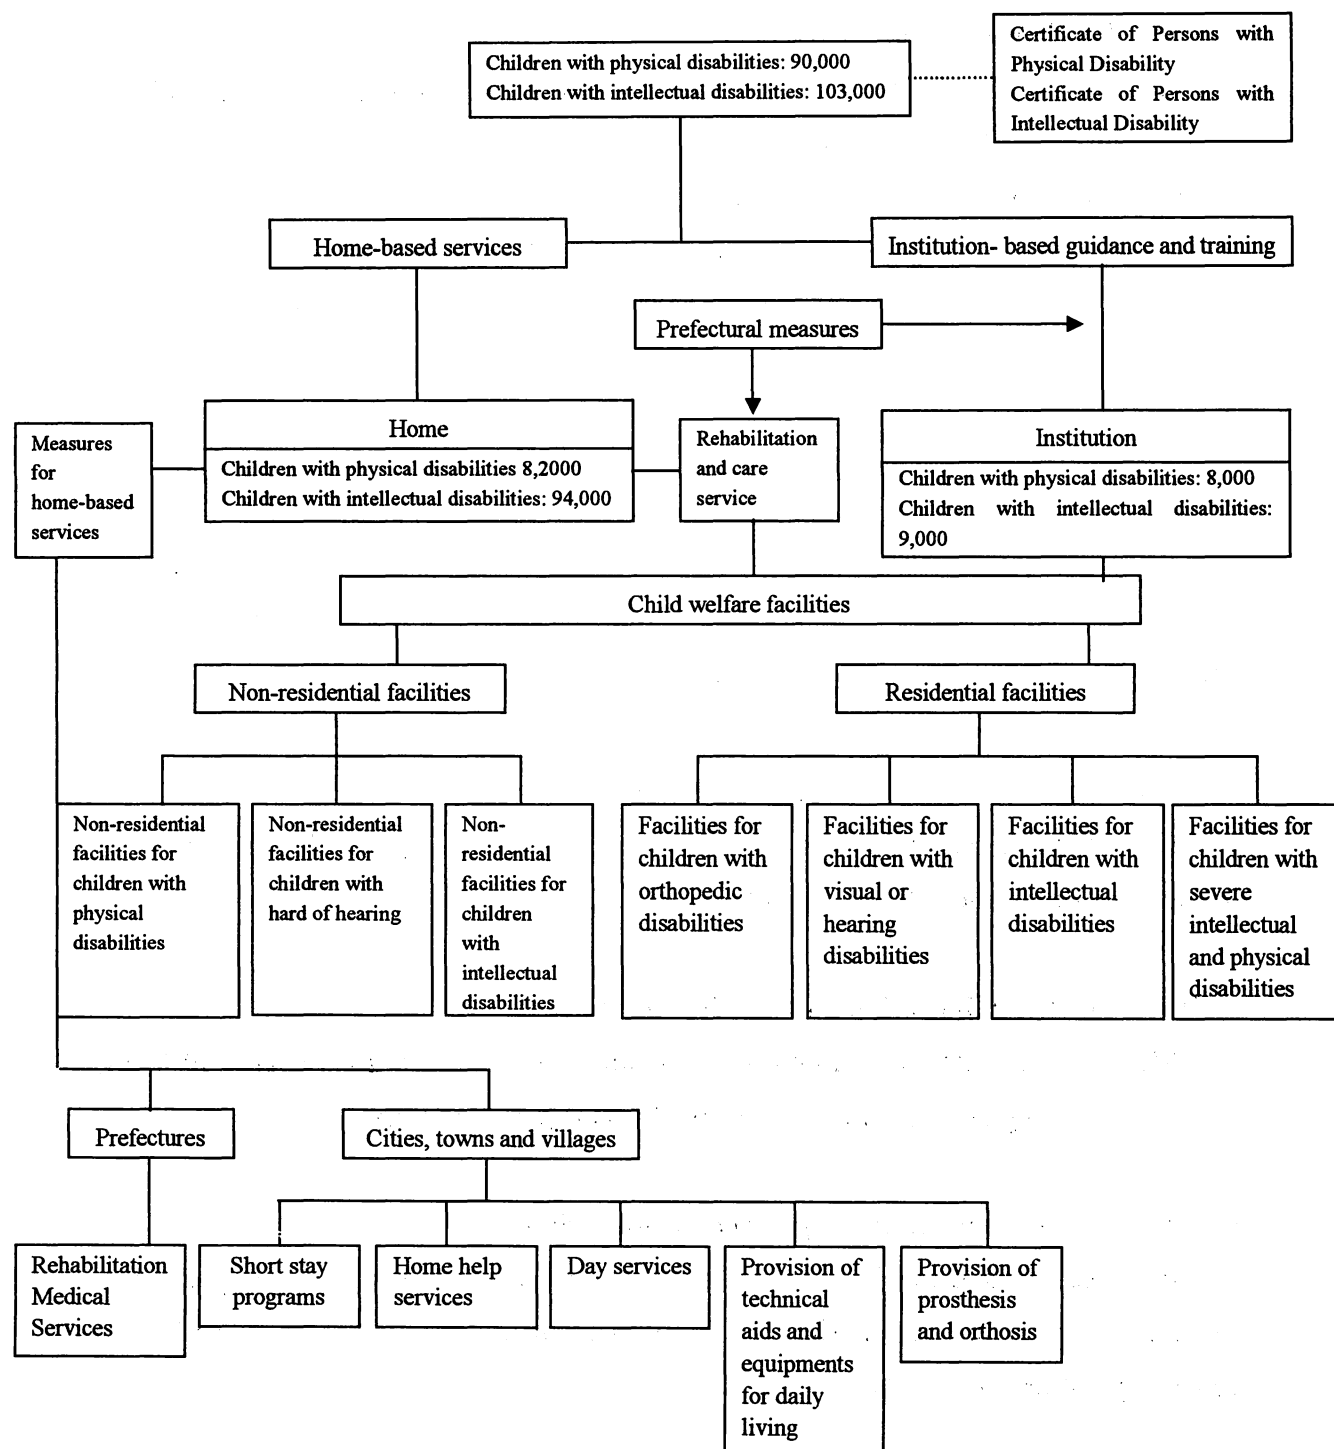 Children with physical disabilities: 90,000
Children with intellectual disabilities: 103,000
Certificate of Persons with
Physical Disability
Certificate of Persons with
Intellectual Disability
Home-based services
Institution- based guidance and training
Prefectural measures
Measures
for
home-based
services
Home
Children with physical disabilities 8,2000
Children with intellectual disabilities: 94,000
Rehabilitation
and care
service
Institution
Children with physical disabilities: 8,000
Children with intellectual disabilities:
9,000
Child welfare facilities
Non-residential facilities
Residential facilities
Non-residential
facilities for
children with
physical
disabilities
Non-residential
facilities for
children with
hard of hearing
Non-
residential
facilities for
children
with
intellectual
disabilities
Facilities for
children with
orthopedic
disabilities
Facilities for
children with
visual or
hearing
disabilities
Facilities for
children with
intellectual
disabilities
Facilities for
children with
severe
intellectual
and physical
disabilities
Prefectures
Cities, towns and villages
Rehabilitation
Medical
Services
Short stay
programs
Home help
services
Day services
Provision of
technical
aids and
equipments
for daily
living
Provision of
prosthesis
and orthosis